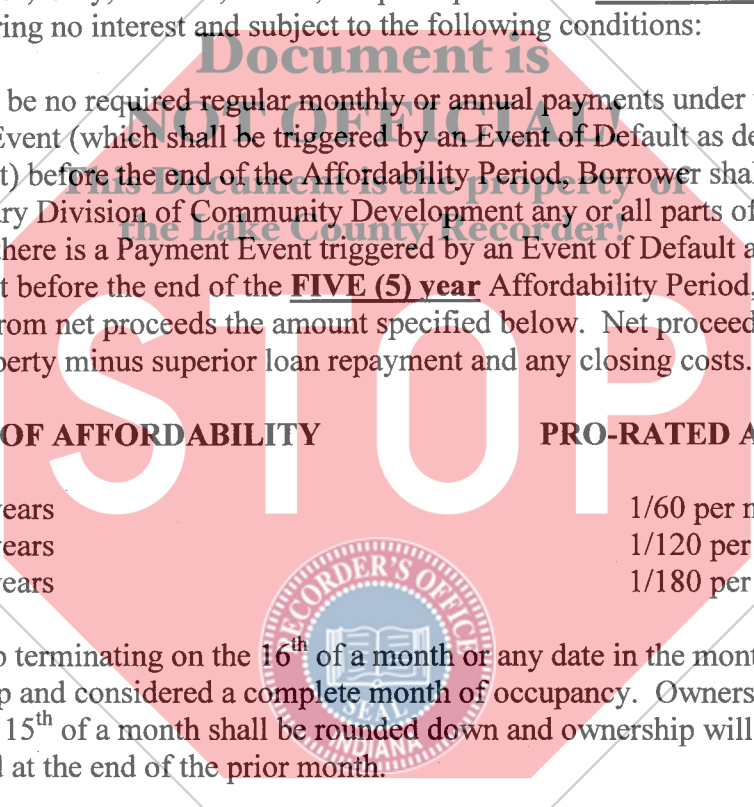 ring no interest and subject to the following conditions:
Document is
be no required regular monthly or annual payments under
NOT OFFICIAL!
Event (which shall be triggered by an Event of Default as de
t) before the end of the Affordability Period, Borrower shal
This Document is the property of
ary Division of Community Development any or all parts of
the Lake County Recorder!
there is a Payment Event triggered by an Event of Default a
t before the end of the FIVE (5) year Affordability Period,
rom net proceeds the amount specified below. Net proceed
perty minus superior loan repayment and any closing costs.
STOP
OF AFFORDABILITY PRO-RATED A
years 1/60 per m
years 1/120 per
years 1/180 per
RECORDER'S OFFICE
p terminating on the 16th of a month or any date in the mont
p and considered a complete month of occupancy. Owners
SEAL
15th of a month shall be rounded down and ownership will
INDIANA
d at the end of the prior month.